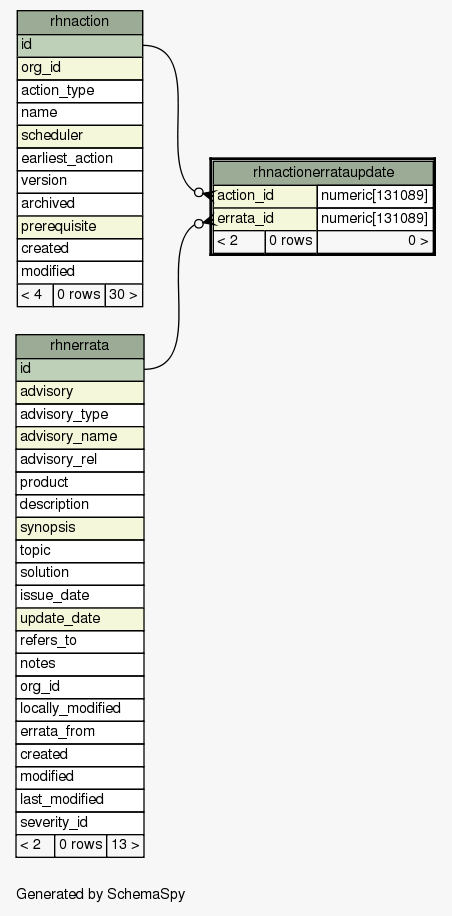 rhnaction
id
org_id
action_type
name
scheduler
earliest_action
version
archived
prerequisite
created
modified
< 4 0 rows 30 >
rhnactionerrataupdate
action_id numeric[131089]
errata_id numeric[131089]
< 2 0 rows 0 >
rhnerrata
id
advisory
advisory_type
advisory_name
advisory_rel
product
description
synopsis
topic
solution
issue_date
update_date
refers_to
notes
org_id
locally_modified
errata_from
created
modified
last_modified
severity_id
< 2 0 rows 13 >
Generated by SchemaSpy